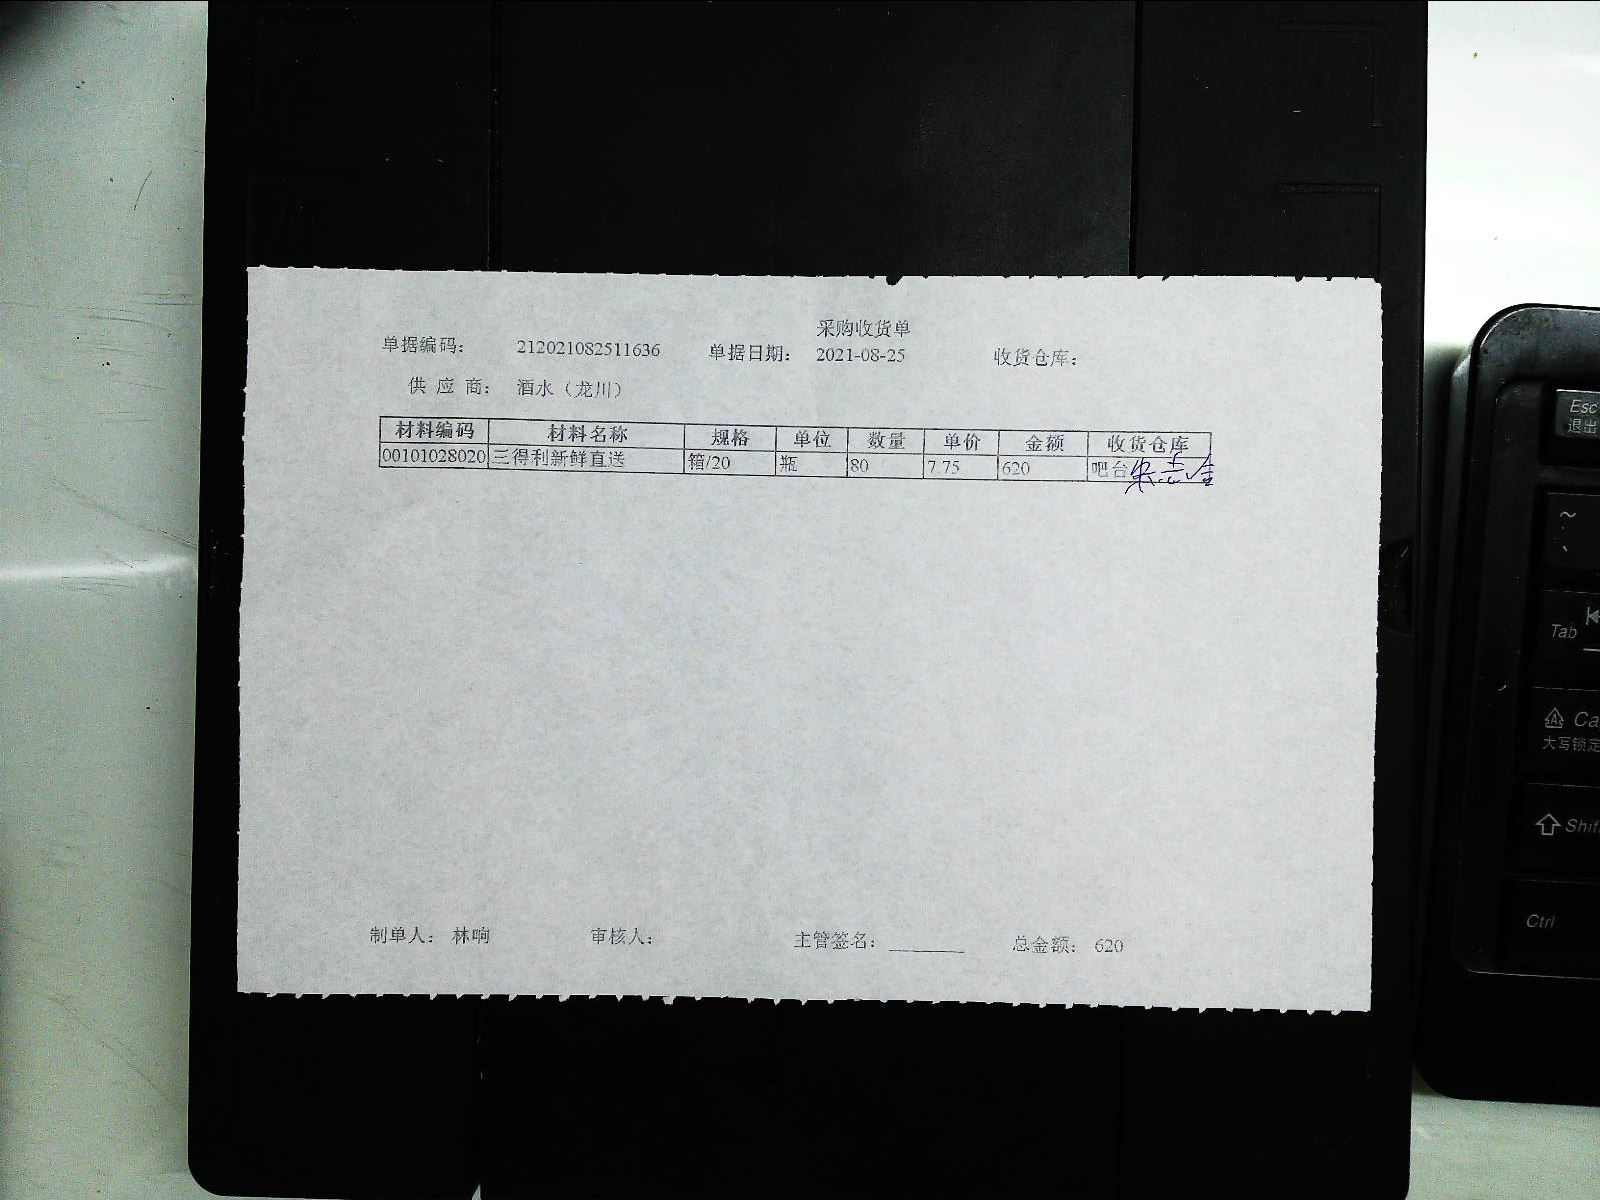 采购收货单
单据编码： 212021082511636 单据日期： 2021-08-25 收货仓库：
供 应 商： 酒水（龙川）
材料编码 材料名称 规格 单位 数量 单价 金额 收货仓库
00101028020 三得利新鲜直送 箱/20 瓶 80 7.75 620 吧台
制单人： 林响 审核人： 主管签名： 总金额： 620
Esc
退出
~
Tab
Ca
大写锁定
Shift
Ctrl